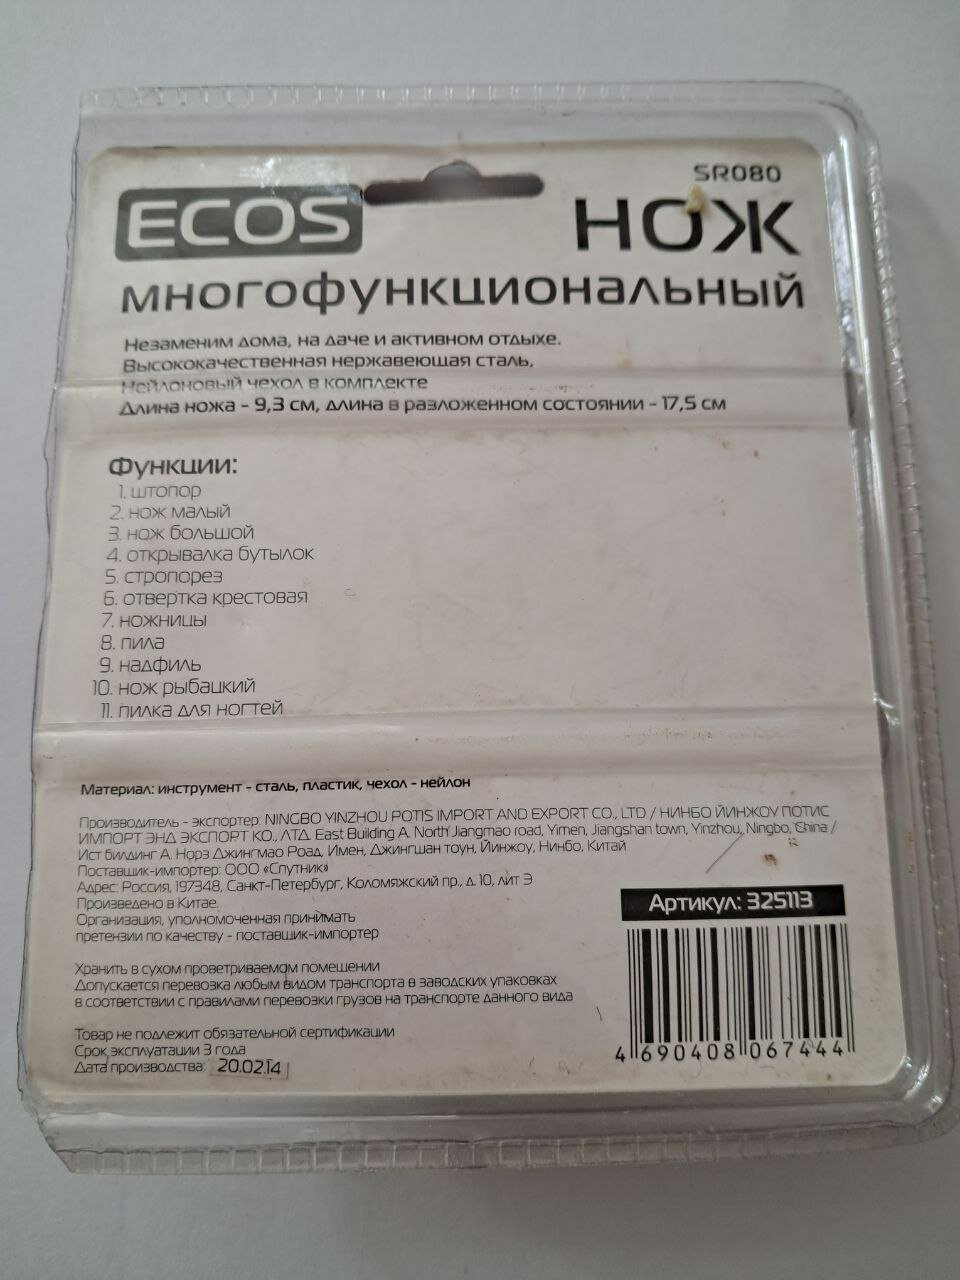 SR080
ECOS
НОЖ
многофункциональный
Незаменим дома, на даче и активном отдыхе.
Высококачественная нержавеющая сталь,
Нейлоновый чехол в комплекте
Длина ножа - 9,3 см, длина в разложенном состоянии - 17,5 см
Функции:
1. штопор
2. нож малый
3. нож большой
4. открывалка бутылок
5. стропорез
6. отвертка крестовая
7. ножницы
8. пила
9. надфиль
10. нож рыбацкий
11. пилка для ногтей
Материал: инструмент - сталь, пластик, чехол - нейлон
Производитель - экспортер: NINGBO YINZHOU POTIS IMPORT AND EXPORT CO., LTD / НИНБО ЙИНЖОУ ПОТИС
ИМПОРТ ЭНД ЭКСПОРТ КО., ЛТД. East Building A, North Jiangmao road, Yimen, Jiangshan town, Yinzhou, Ningbo, China /
Ист билдинг А, Норз Джингмао Роад, Имен, Джингшан тоун, Йинжоу, Нинбо, Китай
Поставщик-импортер: ООО «Спутник»
Адрес: Россия, 197348, Санкт-Петербург, Коломяжский пр., д. 10, лит Э
Произведено в Китае.
Организация, уполномоченная принимать
претензии по качеству - поставщик-импортер
Артикул: 325113
Хранить в сухом проветриваемом помещении
Допускается перевозка любым видом транспорта в заводских упаковках
в соответствии с правилами перевозки грузов на транспорте данного вида
Товар не подлежит обязательной сертификации
Срок эксплуатации 3 года
Дата производства: 20.02.14
4 690408 067444